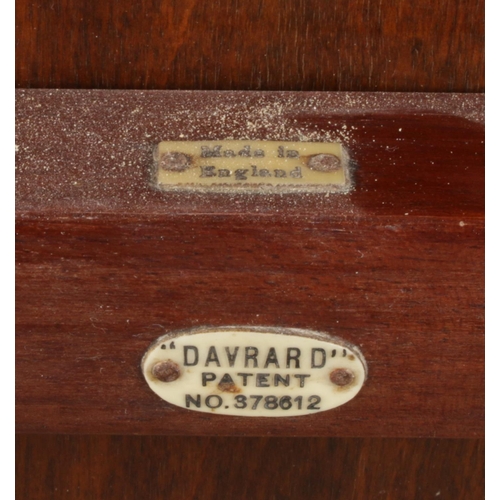 Made in
England
"DAVRARD"
PATENT
NO.378612